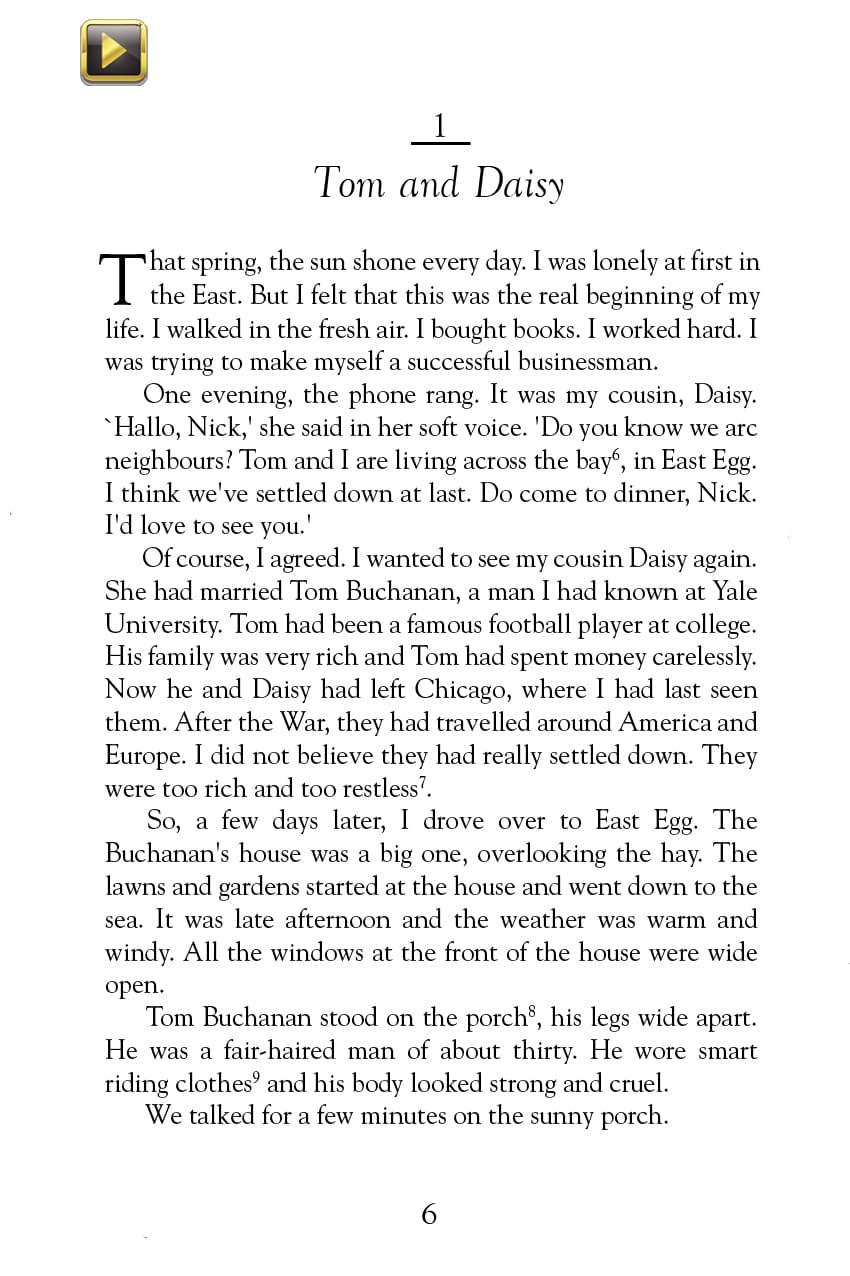 1
Tom and Daisy
That spring, the sun shone every day. I was lonely at first in
the East. But I felt that this was the real beginning of my
life. I walked in the fresh air. I bought books. I worked hard. I
was trying to make myself a successful businessman.
One evening, the phone rang. It was my cousin, Daisy.
`Hallo, Nick,' she said in her soft voice. 'Do you know we arc
neighbours? Tom and I are living across the bay⁶, in East Egg.
I think we've settled down at last. Do come to dinner, Nick.
I'd love to see you.'
Of course, I agreed. I wanted to see my cousin Daisy again.
She had married Tom Buchanan, a man I had known at Yale
University. Tom had been a famous football player at college.
His family was very rich and Tom had spent money carelessly.
Now he and Daisy had left Chicago, where I had last seen
them. After the War, they had travelled around America and
Europe. I did not believe they had really settled down. They
were too rich and too restless⁷.
So, a few days later, I drove over to East Egg. The
Buchanan's house was a big one, overlooking the hay. The
lawns and gardens started at the house and went down to the
sea. It was late afternoon and the weather was warm and
windy. All the windows at the front of the house were wide
open.
Tom Buchanan stood on the porch⁸, his legs wide apart.
He was a fair-haired man of about thirty. He wore smart
riding clothes⁹ and his body looked strong and cruel.
We talked for a few minutes on the sunny porch.
6